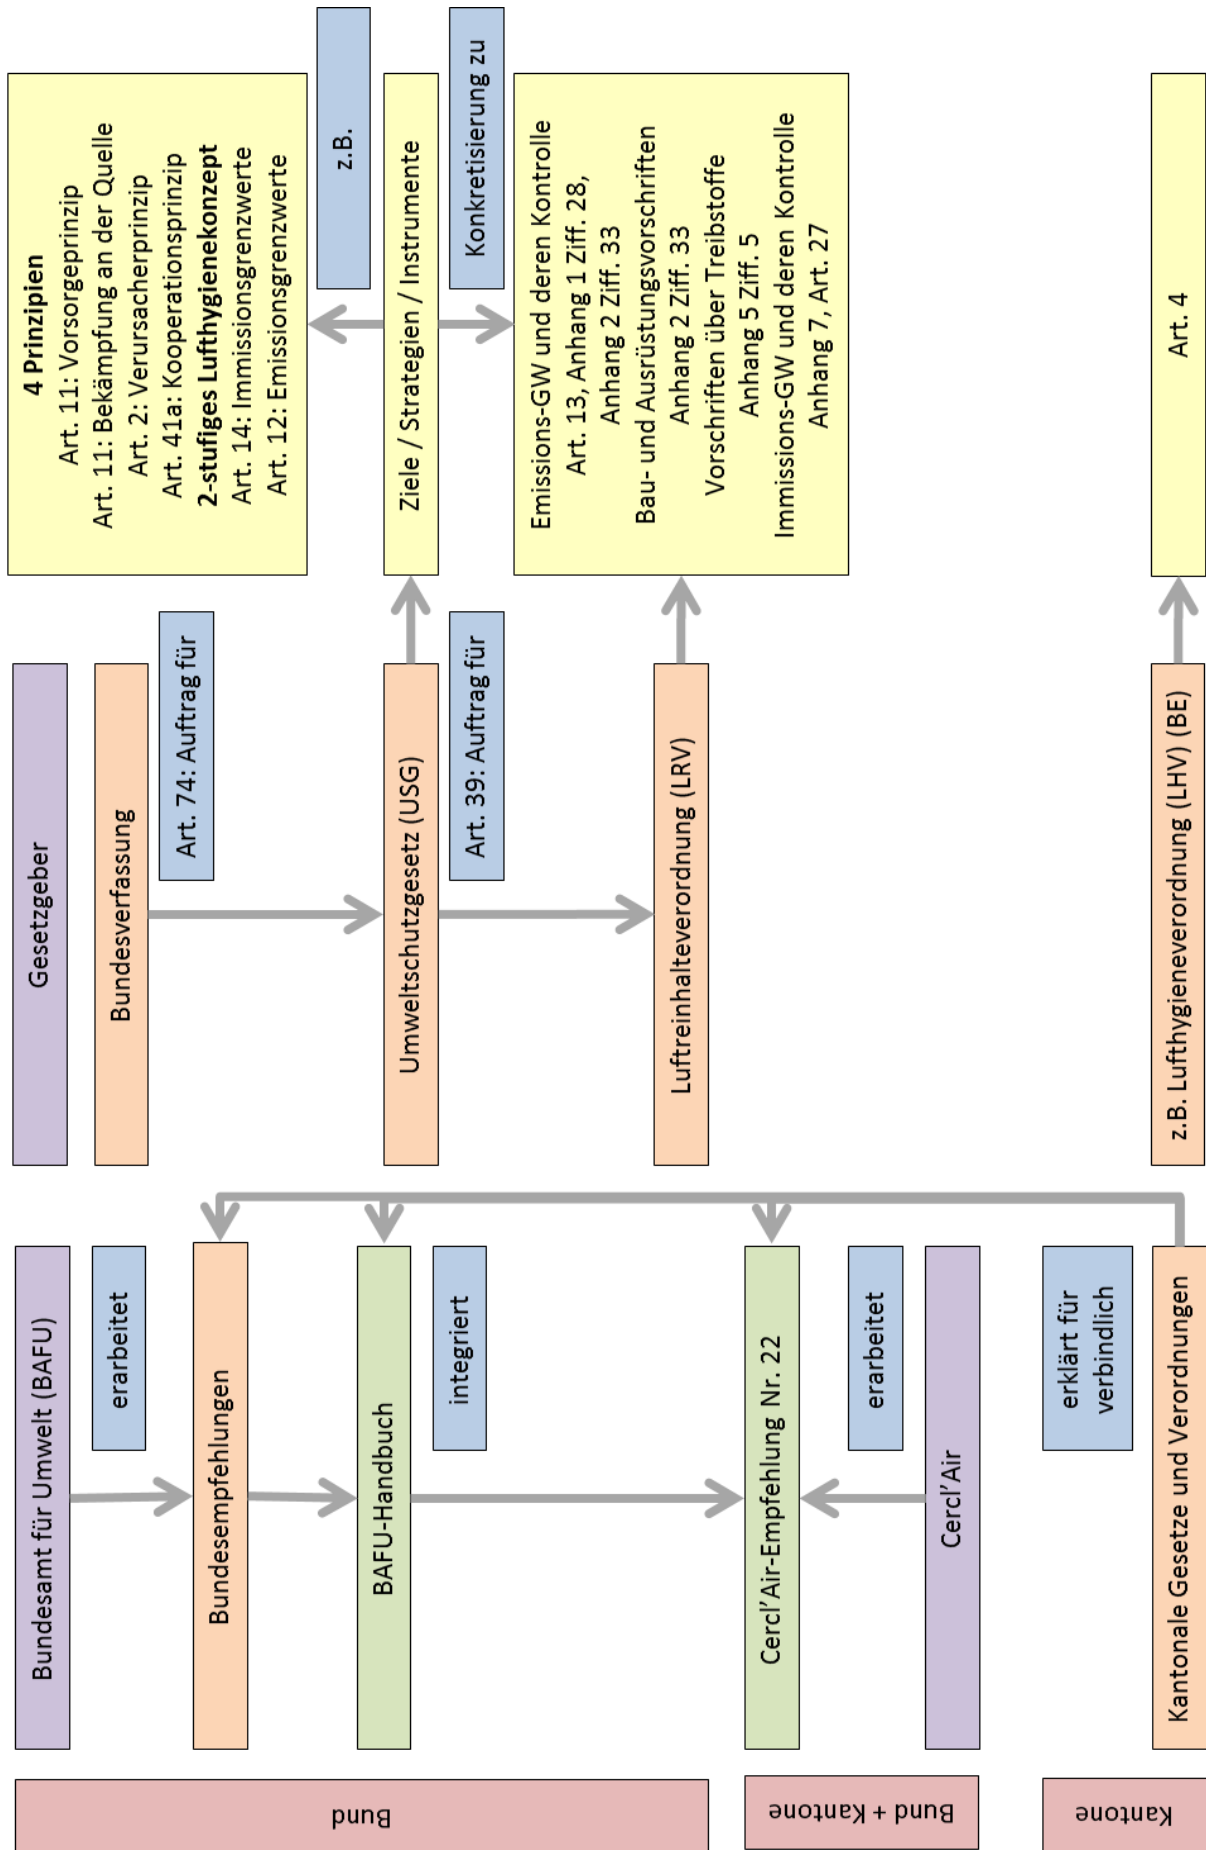 Bund
Bund + Kantone
Kantone
Bundesamt für Umwelt (BAFU)
erarbeitet
Bundesempfehlungen
BAFU-Handbuch
integriert
Cercl'Air-Empfehlung Nr. 22
erarbeitet
Cercl'Air
erklärt für
verbindlich
Kantonale Gesetze und Verordnungen
Gesetzgeber
Bundesverfassung
Art. 74: Auftrag für
Umweltschutzgesetz (USG)
Art. 39: Auftrag für
Luftreinhalteverordnung (LRV)
z.B. Lufthygieneverordnung (LHV) (BE)
4 Prinzipien
Art. 11: Vorsorgeprinzip
Art. 11: Bekämpfung an der Quelle
Art. 2: Verursacherprinzip
Art. 41a: Kooperationsprinzip
2-stufiges Lufthygienekonzept
Art. 14: Immissionsgrenzwerte
Art. 12: Emissionsgrenzwerte
z.B.
Ziele / Strategien / Instrumente
Konkretisierung zu
Emissions-GW und deren Kontrolle
Art. 13, Anhang 1 Ziff. 28,
Anhang 2 Ziff. 33
Bau- und Ausrüstungsvorschriften
Anhang 2 Ziff. 33
Vorschriften über Treibstoffe
Anhang 5 Ziff. 5
Immissions-GW und deren Kontrolle
Anhang 7, Art. 27
Art. 4